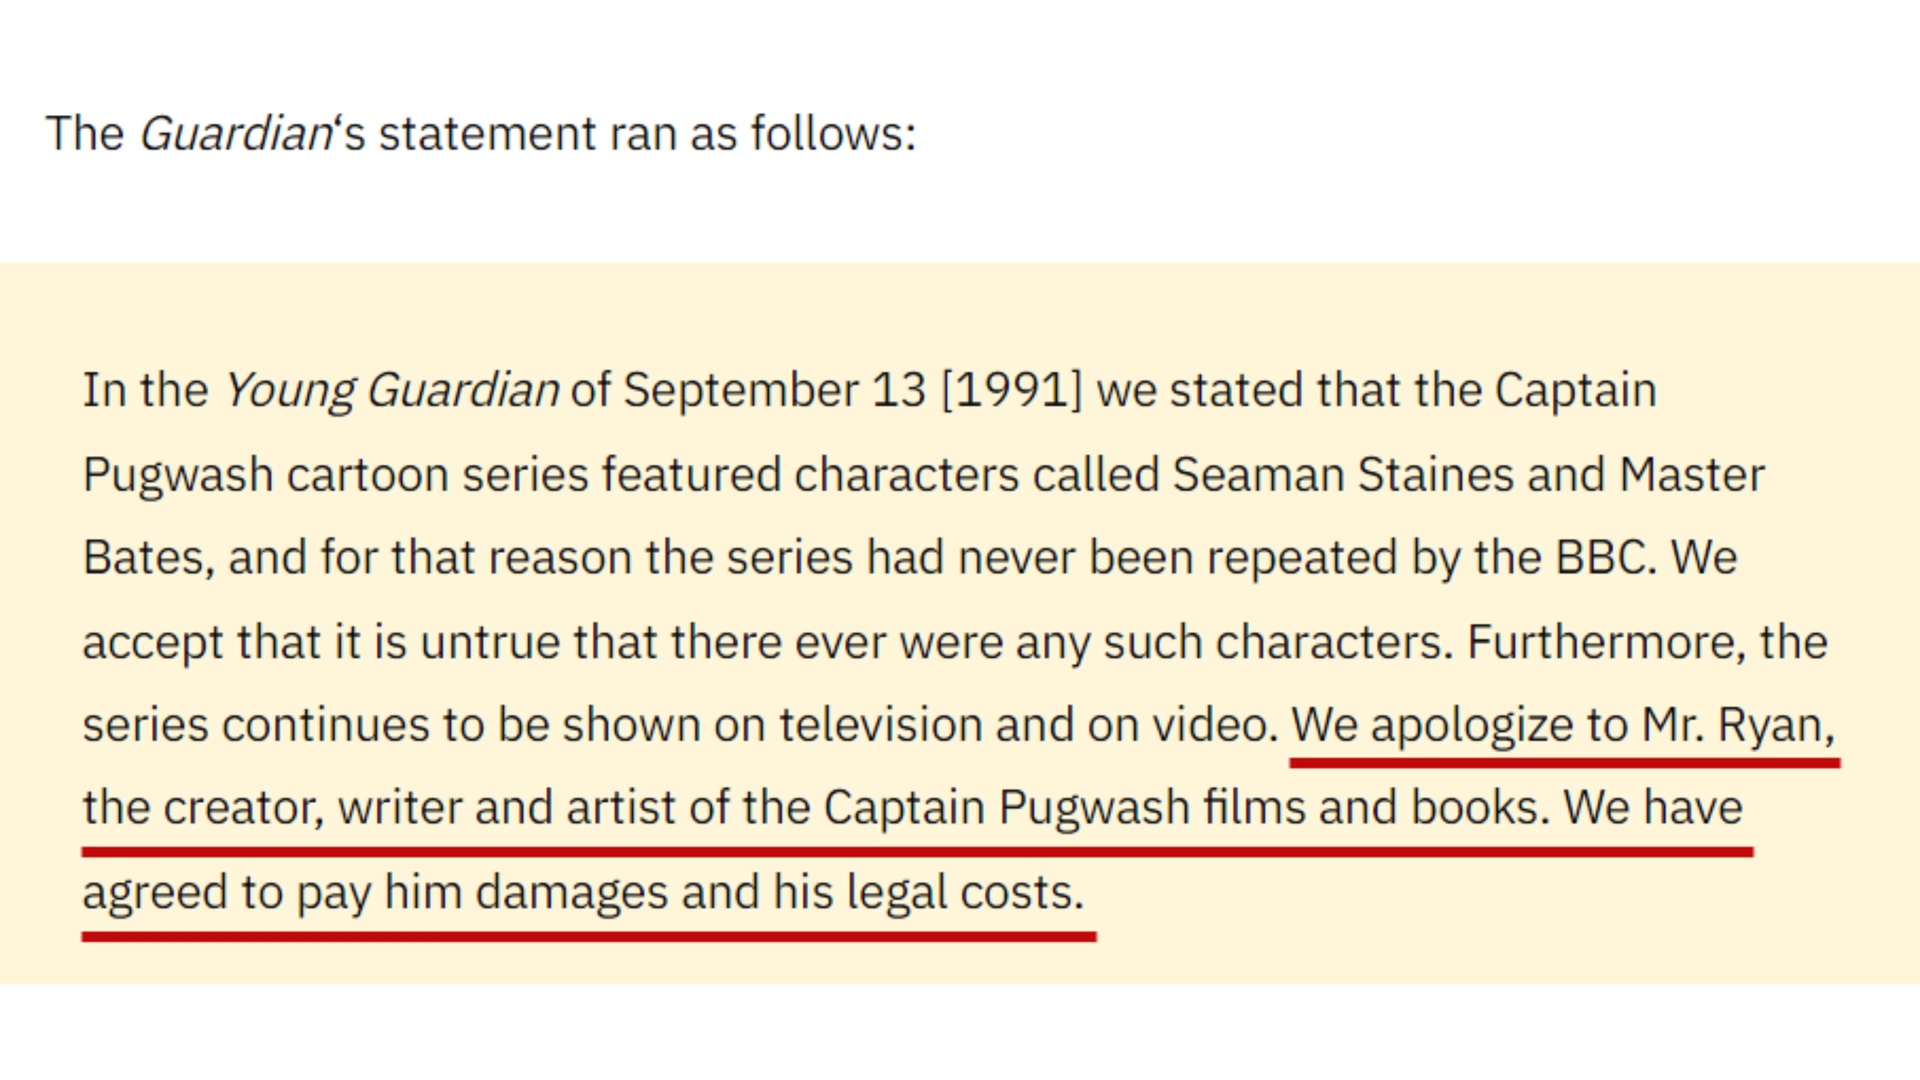 The Guardian‘s statement ran as follows:
In the Young Guardian of September 13 [1991] we stated that the Captain
Pugwash cartoon series featured characters called Seaman Staines and Master
Bates, and for that reason the series had never been repeated by the BBC. We
accept that it is untrue that there ever were any such characters. Furthermore, the
series continues to be shown on television and on video. We apologize to Mr. Ryan,
the creator, writer and artist of the Captain Pugwash films and books. We have
agreed to pay him damages and his legal costs.